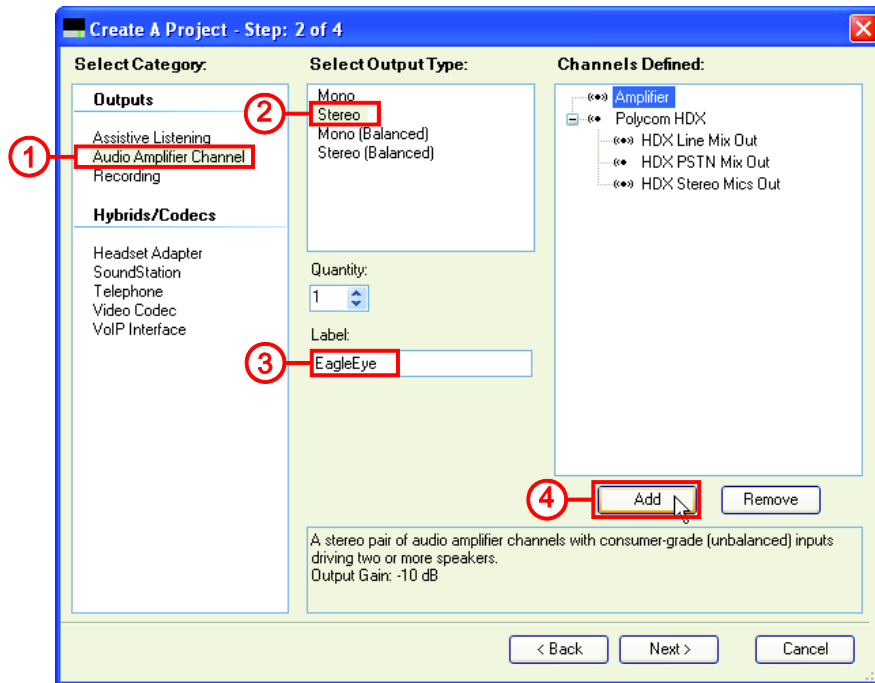 Create A Project - Step: 2 of 4
Select Category:
Outputs
Assistive Listening
1
Audio Amplifier Channel
Recording
Hybrids/Codecs
Headset Adapter
SoundStation
Telephone
Video Codec
VoIP Interface
Select Output Type:
Mono
2
Stereo
Mono (Balanced)
Stereo (Balanced)
Quantity:
1
Label:
3
EagleEye
Channels Defined:
Amplifier
Polycom HDX
HDX Line Mix Out
HDX PSTN Mix Out
HDX Stereo Mics Out
4
Add
Remove
A stereo pair of audio amplifier channels with consumer-grade (unbalanced) inputs
driving two or more speakers.
Output Gain: -10 dB
< Back
Next >
Cancel